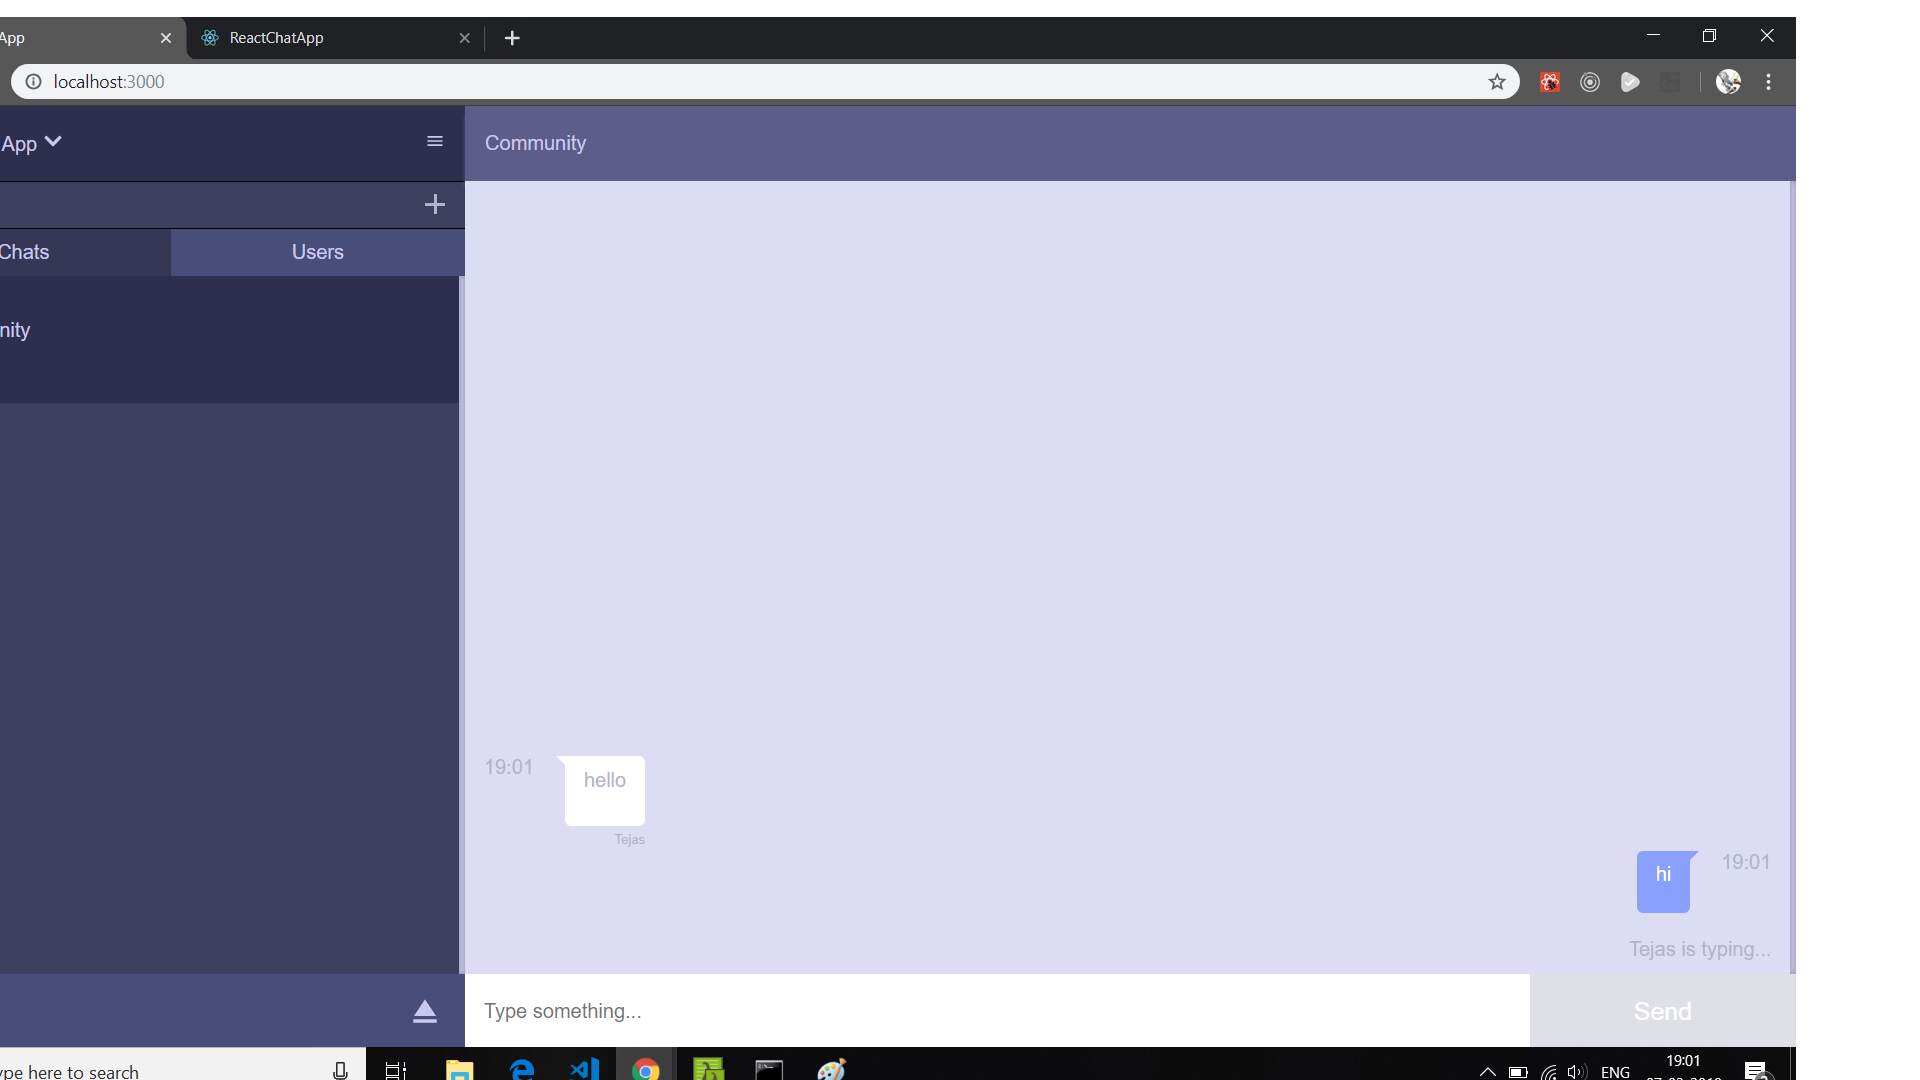 App
ReactChatApp
localhost:3000
App
Community
Chats
Users
nity
19:01
hello
Tejas
hi
19:01
Tejas is typing...
Type something...
Send
ype here to search
ENG
19:01